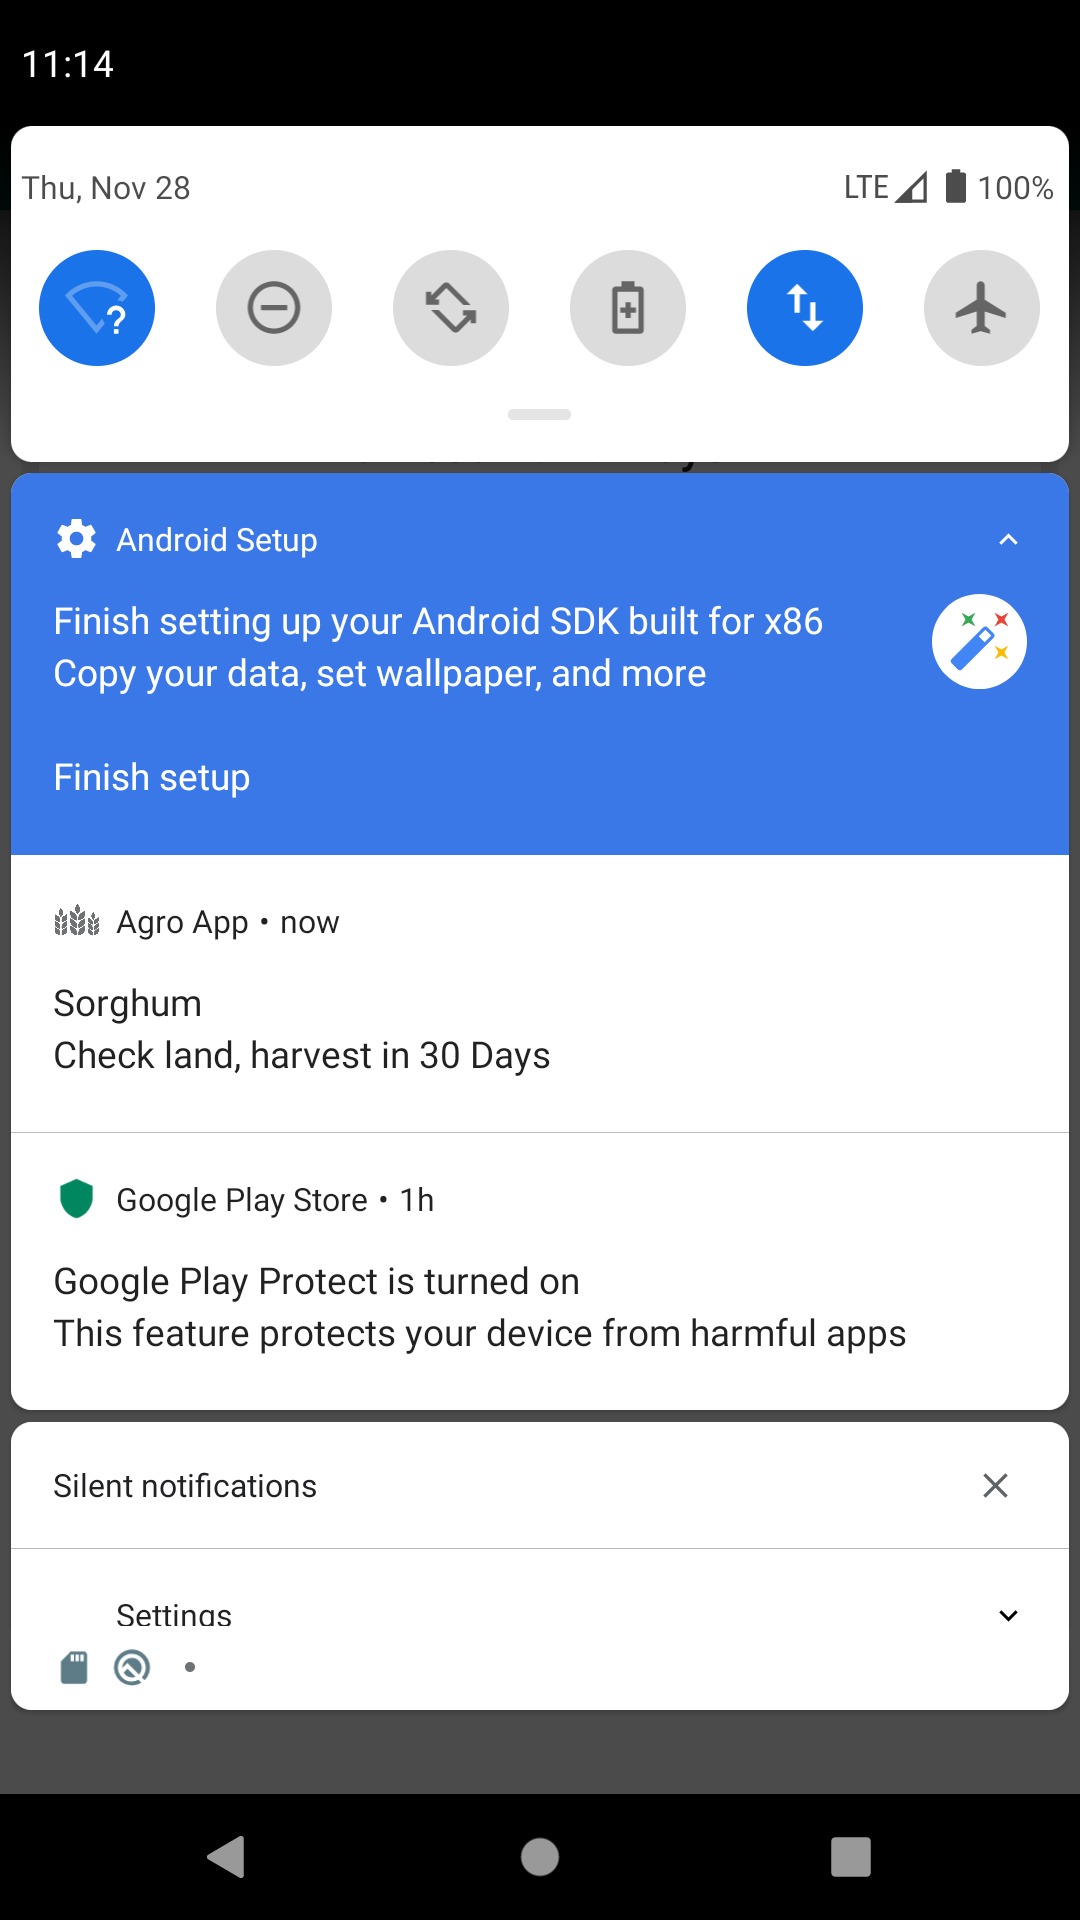 11:14
Thu, Nov 28
LTE 100%
Android Setup
Finish setting up your Android SDK built for x86
Copy your data, set wallpaper, and more
Finish setup
Agro App • now
Sorghum
Check land, harvest in 30 Days
Google Play Store • 1h
Google Play Protect is turned on
This feature protects your device from harmful apps
Silent notifications
Settings